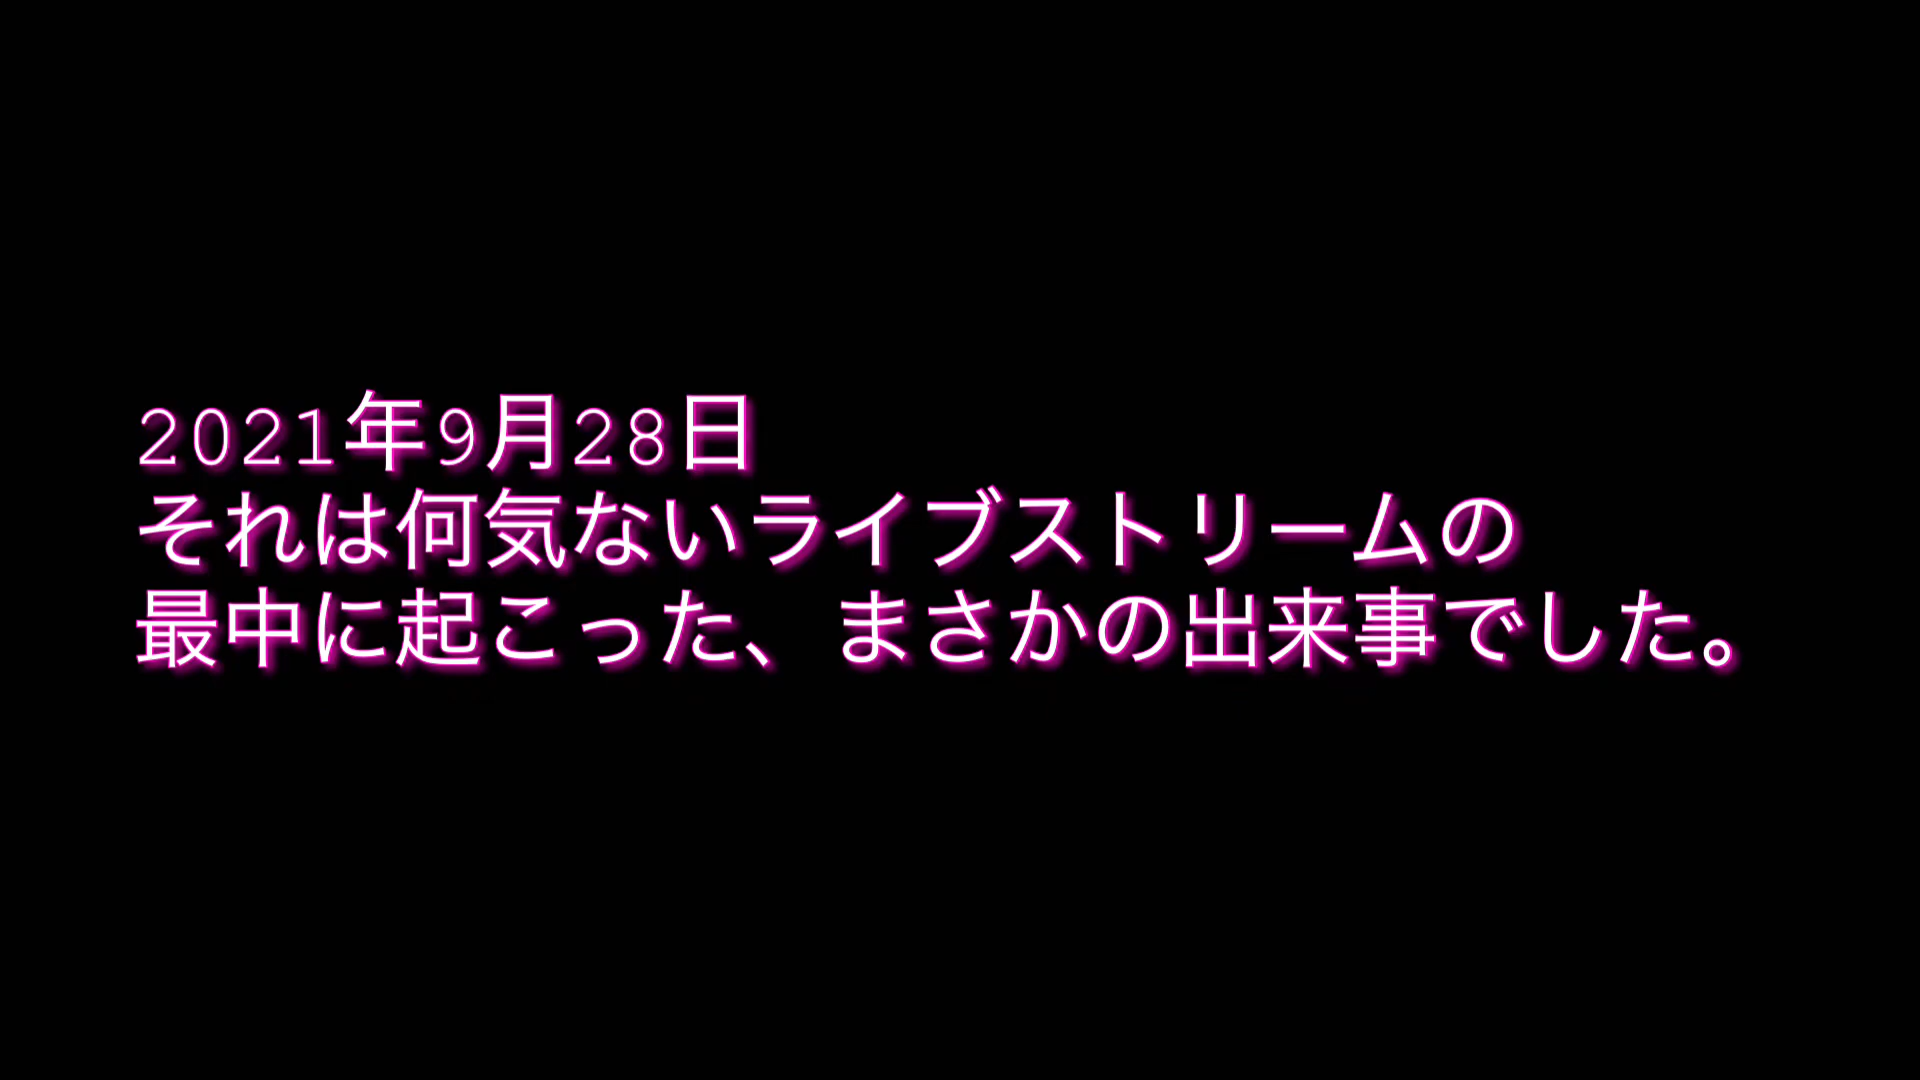 2021年9月28日
それは何気ないライブストリームの
最中に起こった、まさかの出来事でした。